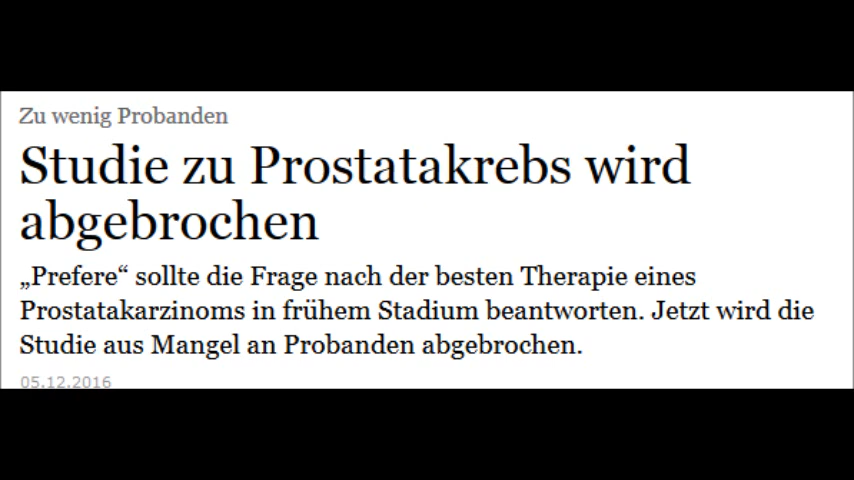 Zu wenig Probanden
Studie zu Prostatakrebs wird
abgebrochen
„Prefere“ sollte die Frage nach der besten Therapie eines
Prostatakarzinoms in frühem Stadium beantworten. Jetzt wird die
Studie aus Mangel an Probanden abgebrochen.
05.12.2016